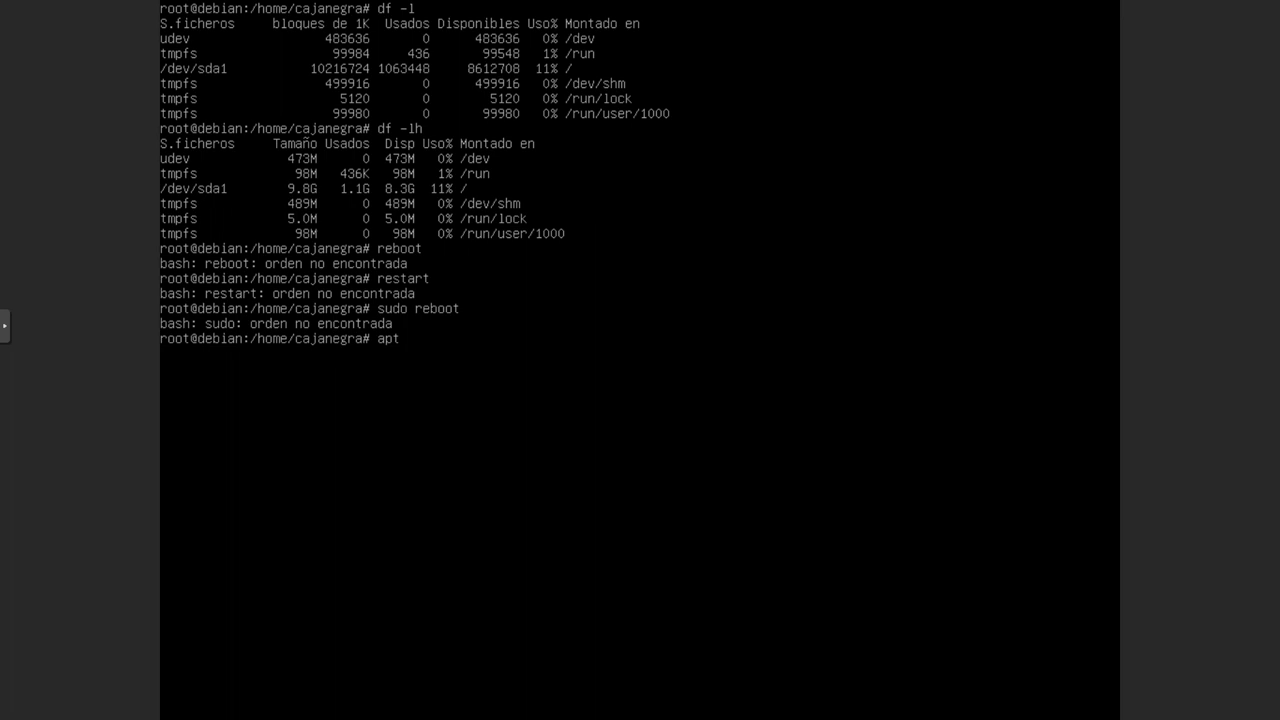 root@debian:/home/cajanegra# df -l
S.ficheros     bloques de 1K  Usados Disponibles Uso% Montado en
udev                  483636       0      483636   0% /dev
tmpfs                  99984     436       99548   1% /run
/dev/sda1           10216724 1063448     8612708  11% /
tmpfs                 499916       0      499916   0% /dev/shm
tmpfs                   5120       0        5120   0% /run/lock
tmpfs                  99980       0       99980   0% /run/user/1000
root@debian:/home/cajanegra# df -lh
S.ficheros     Tamaño Usados  Disp Uso% Montado en
udev             473M      0  473M   0% /dev
tmpfs             98M   436K   98M   1% /run
/dev/sda1        9.8G   1.1G  8.3G  11% /
tmpfs            489M      0  489M   0% /dev/shm
tmpfs            5.0M      0  5.0M   0% /run/lock
tmpfs             98M      0   98M   0% /run/user/1000
root@debian:/home/cajanegra# reboot
bash: reboot: orden no encontrada
root@debian:/home/cajanegra# restart
bash: restart: orden no encontrada
root@debian:/home/cajanegra# sudo reboot
bash: sudo: orden no encontrada
root@debian:/home/cajanegra# apt